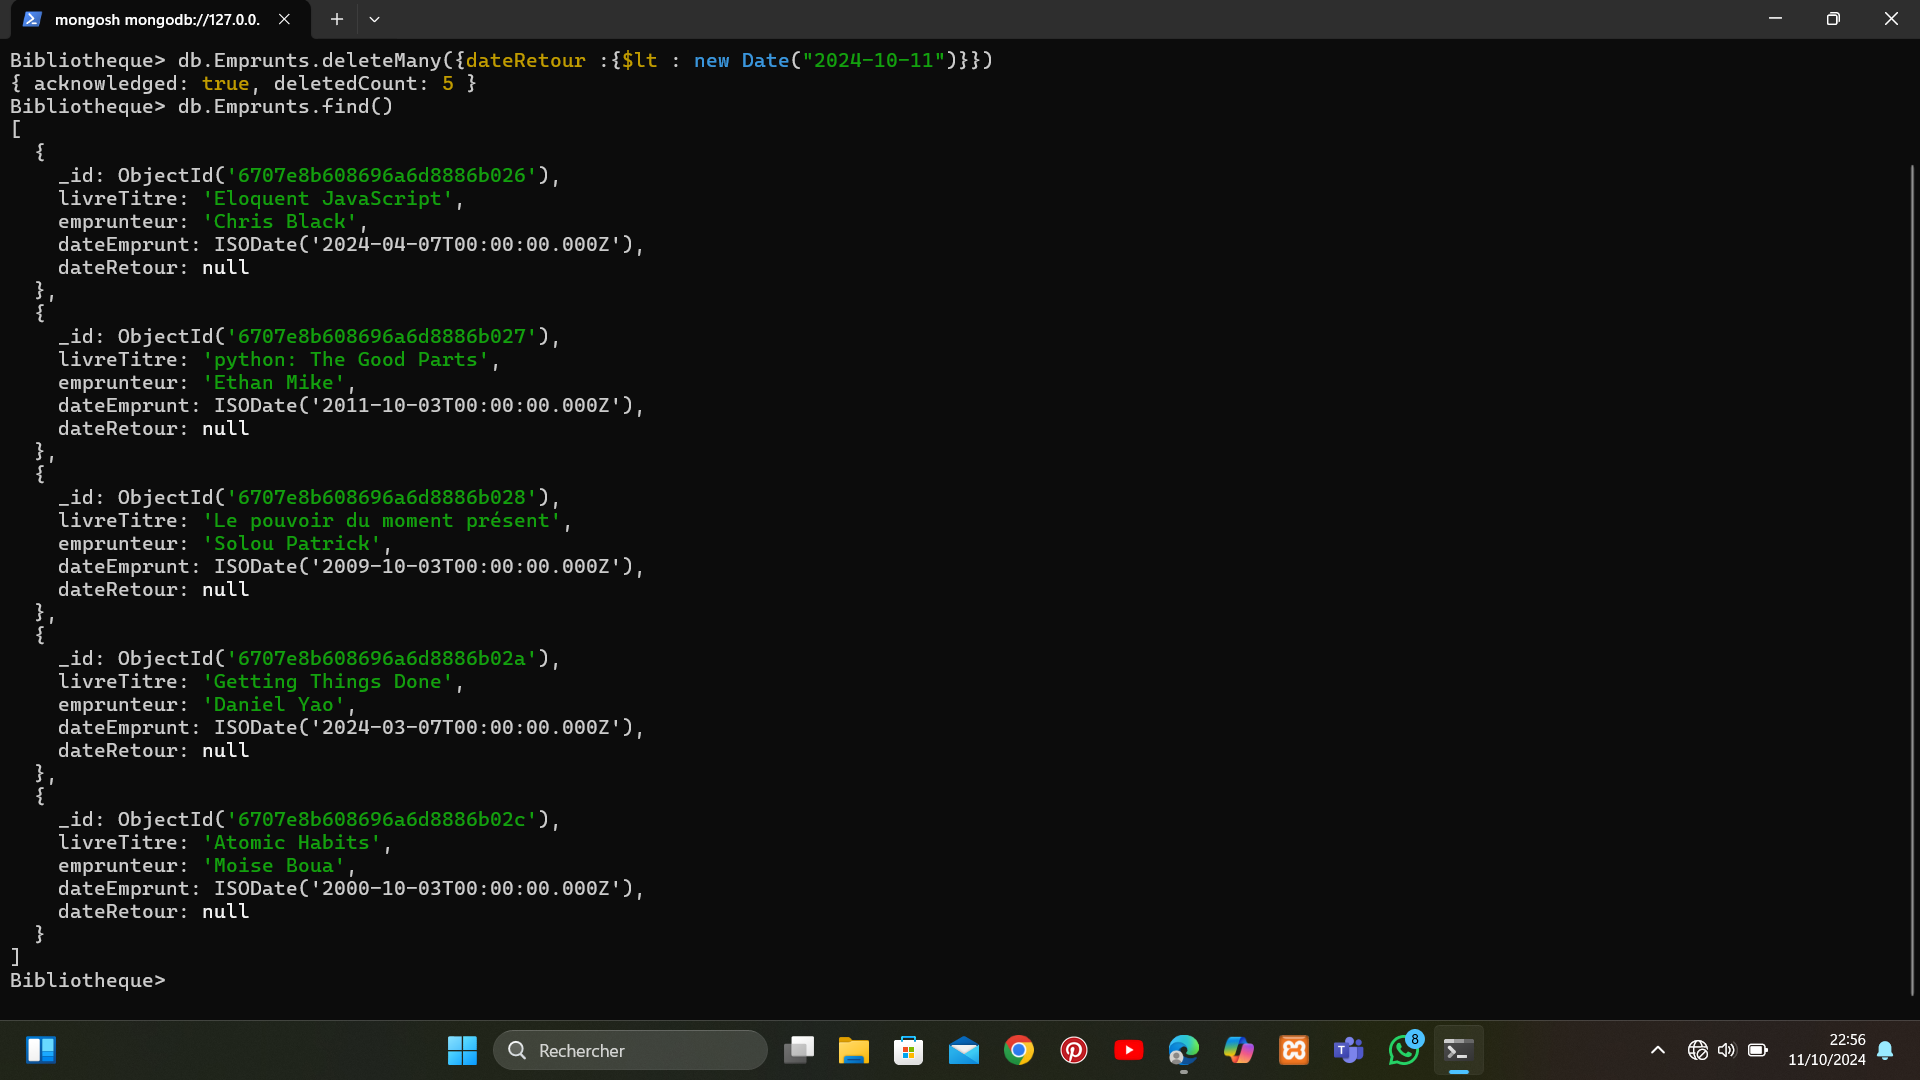 mongosh mongodb://127.0.0.
Bibliotheque> db.Emprunts.deleteMany({dateRetour :{$lt : new Date("2024-10-11")}})
{ acknowledged: true, deletedCount: 5 }
Bibliotheque> db.Emprunts.find()
[
  {
    _id: ObjectId('6707e8b608696a6d8886b026'),
    livreTitre: 'Eloquent JavaScript',
    emprunteur: 'Chris Black',
    dateEmprunt: ISODate('2024-04-07T00:00:00.000Z'),
    dateRetour: null
  },
  {
    _id: ObjectId('6707e8b608696a6d8886b027'),
    livreTitre: 'python: The Good Parts',
    emprunteur: 'Ethan Mike',
    dateEmprunt: ISODate('2011-10-03T00:00:00.000Z'),
    dateRetour: null
  },
  {
    _id: ObjectId('6707e8b608696a6d8886b028'),
    livreTitre: 'Le pouvoir du moment présent',
    emprunteur: 'Solou Patrick',
    dateEmprunt: ISODate('2009-10-03T00:00:00.000Z'),
    dateRetour: null
  },
  {
    _id: ObjectId('6707e8b608696a6d8886b02a'),
    livreTitre: 'Getting Things Done',
    emprunteur: 'Daniel Yao',
    dateEmprunt: ISODate('2024-03-07T00:00:00.000Z'),
    dateRetour: null
  },
  {
    _id: ObjectId('6707e8b608696a6d8886b02c'),
    livreTitre: 'Atomic Habits',
    emprunteur: 'Moise Boua',
    dateEmprunt: ISODate('2000-10-03T00:00:00.000Z'),
    dateRetour: null
  }
]
Bibliotheque>
Rechercher
8
22:56
11/10/2024